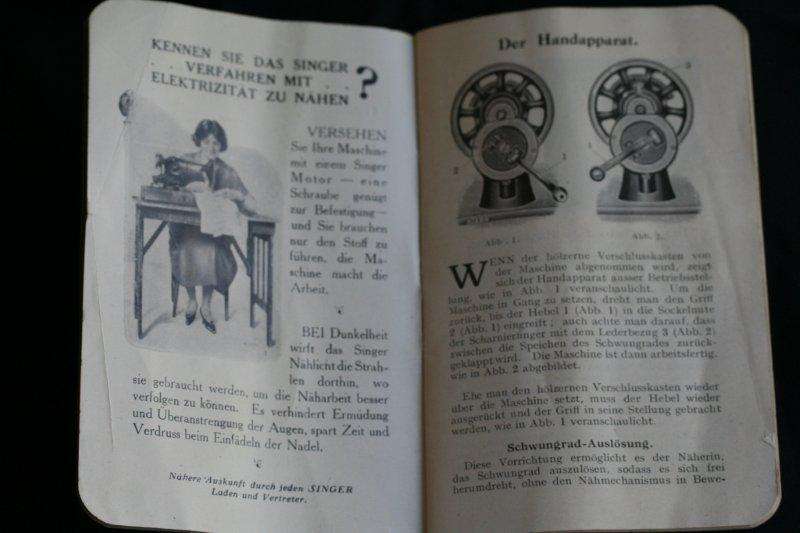 KENNEN SIE DAS SINGER
VERFAHREN MIT
ELEKTRIZITÄT ZU NÄHEN ?
VERSEHEN
Sie Ihre Maschine
mit einem Singer
Motor — eine
Schraube genügt
zur Befestigung —
und Sie brauchen
nur den Stoff zu
führen, die Ma-
schine macht die
Arbeit.
BEI Dunkelheit
wirft das Singer
Nählicht die Strah-
len dorthin, wo
sie gebraucht werden, um die Näharbeit besser
verfolgen zu können. Es verhindert Ermüdung
und Überanstrengung der Augen, spart Zeit und
Verdruss beim Einfädeln der Nadel.
Nähere Auskunft durch jeden SINGER
Laden und Vertreter.
Der Handapparat.
3
2
1
1
Abb. 1.
Abb. 2.
WENN der hölzerne Verschlusskasten von
der Maschine abgenommen wird, zeigt
sich der Handapparat ausser Betriebsstel-
lung, wie in Abb. 1 veranschaulicht. Um die
Maschine in Gang zu setzen, dreht man den Griff
zurück, bis der Hebel 1 (Abb. 1) in die Sockelnute
2 (Abb. 1) eingreift; auch achte man darauf, dass
der Scharnierfinger mit dem Lederbezug 3 (Abb. 2)
zwischen die Speichen des Schwungrades zurück-
geklappt wird. Die Maschine ist dann arbeitsfertig,
wie in Abb. 2 abgebildet.
Ehe man den hölzernen Verschlusskasten wieder
über die Maschine setzt, muss der Hebel wieder
ausgerückt und der Griff in seine Stellung gebracht
werden, wie in Abb. 1 veranschaulicht.
Schwungrad-Auslösung.
Diese Vorrichtung ermöglicht es der Näherin,
das Schwungrad auszulösen, sodass es sich frei
herumdreht, ohne den Nähmechanismus in Bewe-